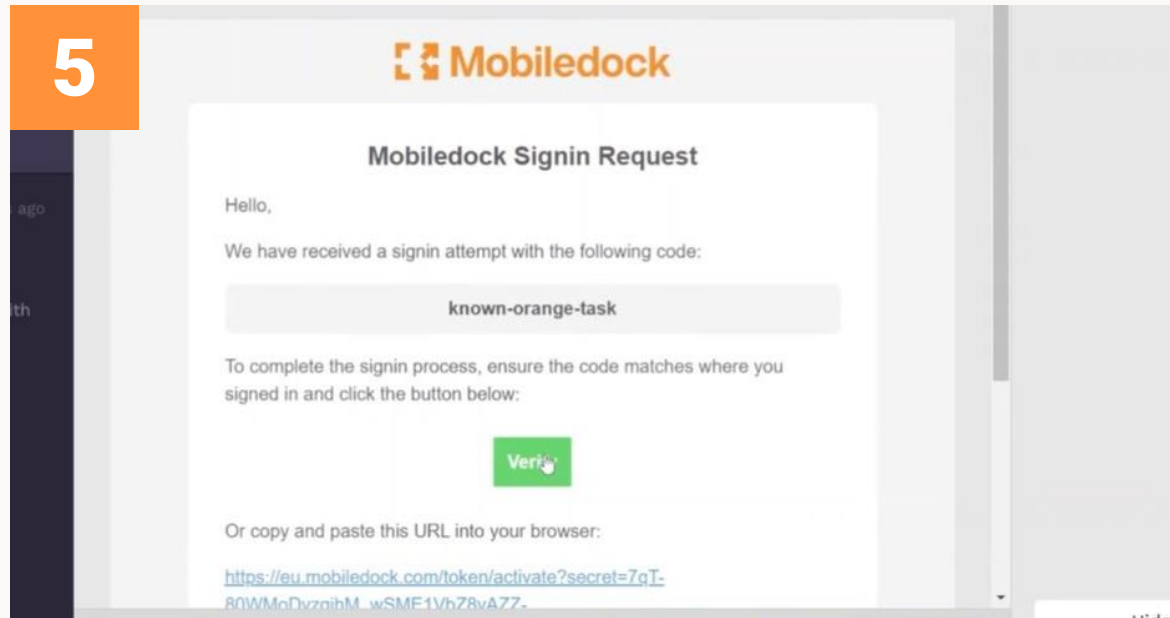 5
Mobiledock
Mobiledock Signin Request
ago
Hello,
We have received a signin attempt with the following code:
ith
known-orange-task
To complete the signin process, ensure the code matches where you
signed in and click the button below:
Or copy and paste this URL into your browser:
https://eu.mobiledock.com/token/activate?secret=7qT-